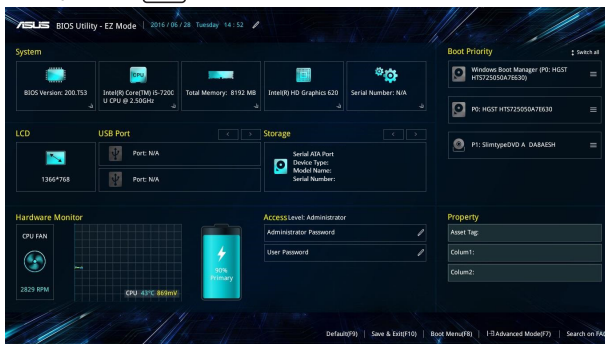 ASUS BIOS Utility - EZ Mode | 2016 / 06 / 28 Tuesday 14 : 52
System
BIOS Version: 200.T53
CPU
Intel(R) Core(TM) i5-7200
U CPU @ 2.50GHz
Total Memory: 8192 MB
Intel(R) HD Graphics 620
Serial Number: N/A
Boot Priority
Switch all
Windows Boot Manager (P0: HGST
HTS725050A7E630)
P0: HGST HTS725050A7E630
P1: SlimtypeDVD A DA8AESH
LCD
1366*768
USB Port
Port: N/A
Port: N/A
Storage
Serial ATA Port
Device Type:
Model Name:
Serial Number:
Hardware Monitor
CPU FAN
2829 RPM
CPU 43°C 869mV
90%
Primary
Access Level: Administrator
Administrator Password
User Password
Property
Asset Tag:
Colum1:
Colum2:
Default(F9) | Save & Exit(F10) | Boot Menu(F8) | Advanced Mode(F7) | Search on FAQ